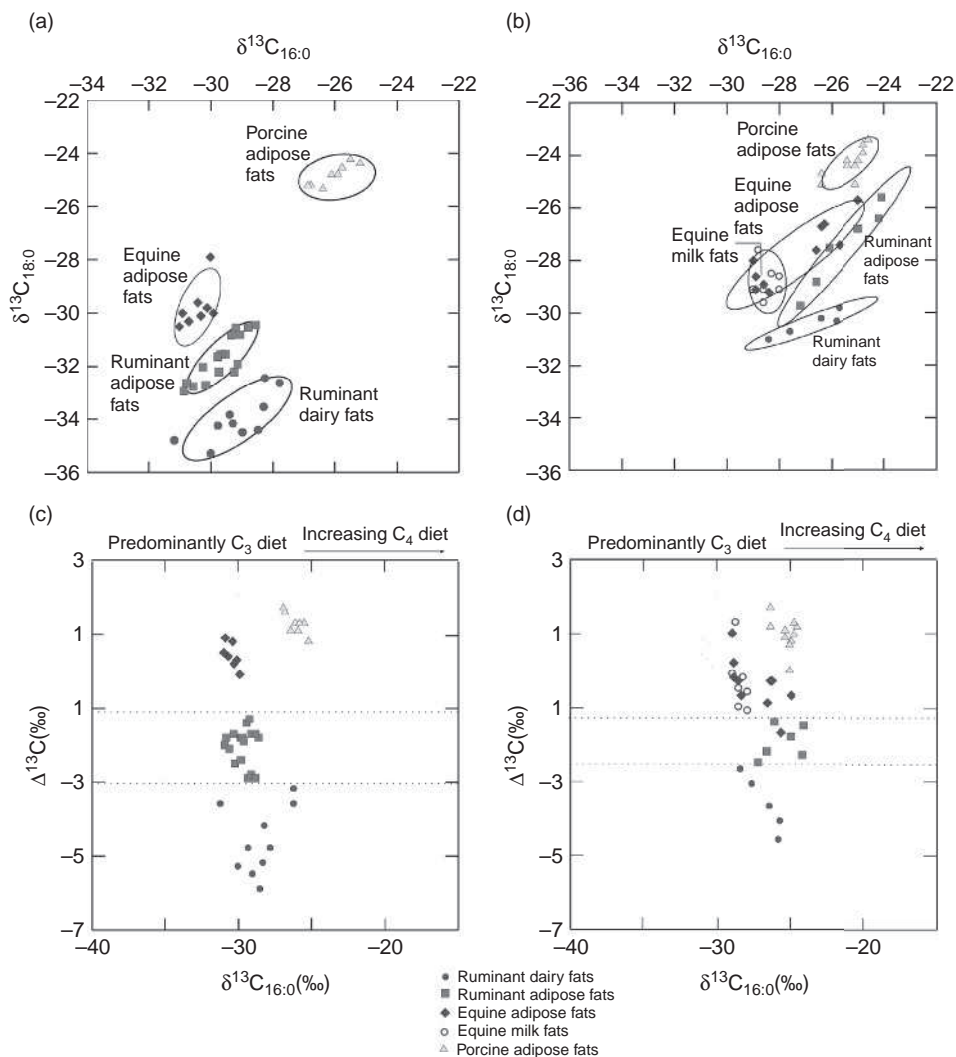 (a)
δ¹³C₁₆:₀
−34 −32 −30 −28 −26 −24 −22
−22
−24
−26
−28
−30
−32
−34
−36
δ¹³C₁₈:₀
Porcine
adipose
fats
Equine
adipose
fats
Ruminant
adipose
fats
Ruminant
dairy fats
(b)
δ¹³C₁₆:₀
−34 −32 −30 −28 −26 −24 −22
−22
−24
−26
−28
−30
−32
−34
−36
δ¹³C₁₈:₀
Porcine
adipose fats
Equine
adipose
fats
Equine
milk fats
Ruminant
adipose
fats
Ruminant
dairy fats
(c)
Predominantly C₃ diet
Increasing C₄ diet
3
1
1
−3
−5
−7
Δ¹³C(‰)
−40 −30 −20
δ¹³C₁₆:₀(‰)
(d)
Predominantly C₃ diet
Increasing C₄ diet
3
1
1
−3
−5
−7
Δ¹³C(‰)
−40 −30 −20
δ¹³C₁₆:₀(‰)
Ruminant dairy fats
Ruminant adipose fats
Equine adipose fats
Equine milk fats
Porcine adipose fats